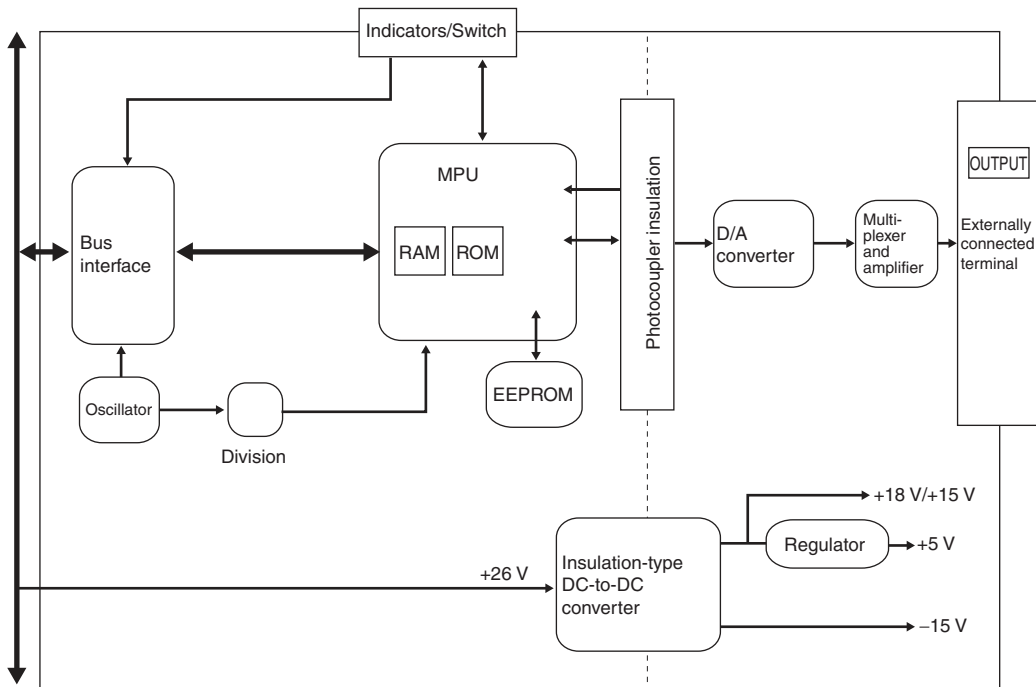 Indicators/Switch
MPU
RAM
ROM
Bus
interface
Photocoupler insulation
D/A
converter
Multi-
plexer
and
amplifier
OUTPUT
Externally
connected
terminal
EEPROM
Oscillator
Division
+26 V
Insulation-type
DC-to-DC
converter
Regulator
+18 V/+15 V
+5 V
−15 V